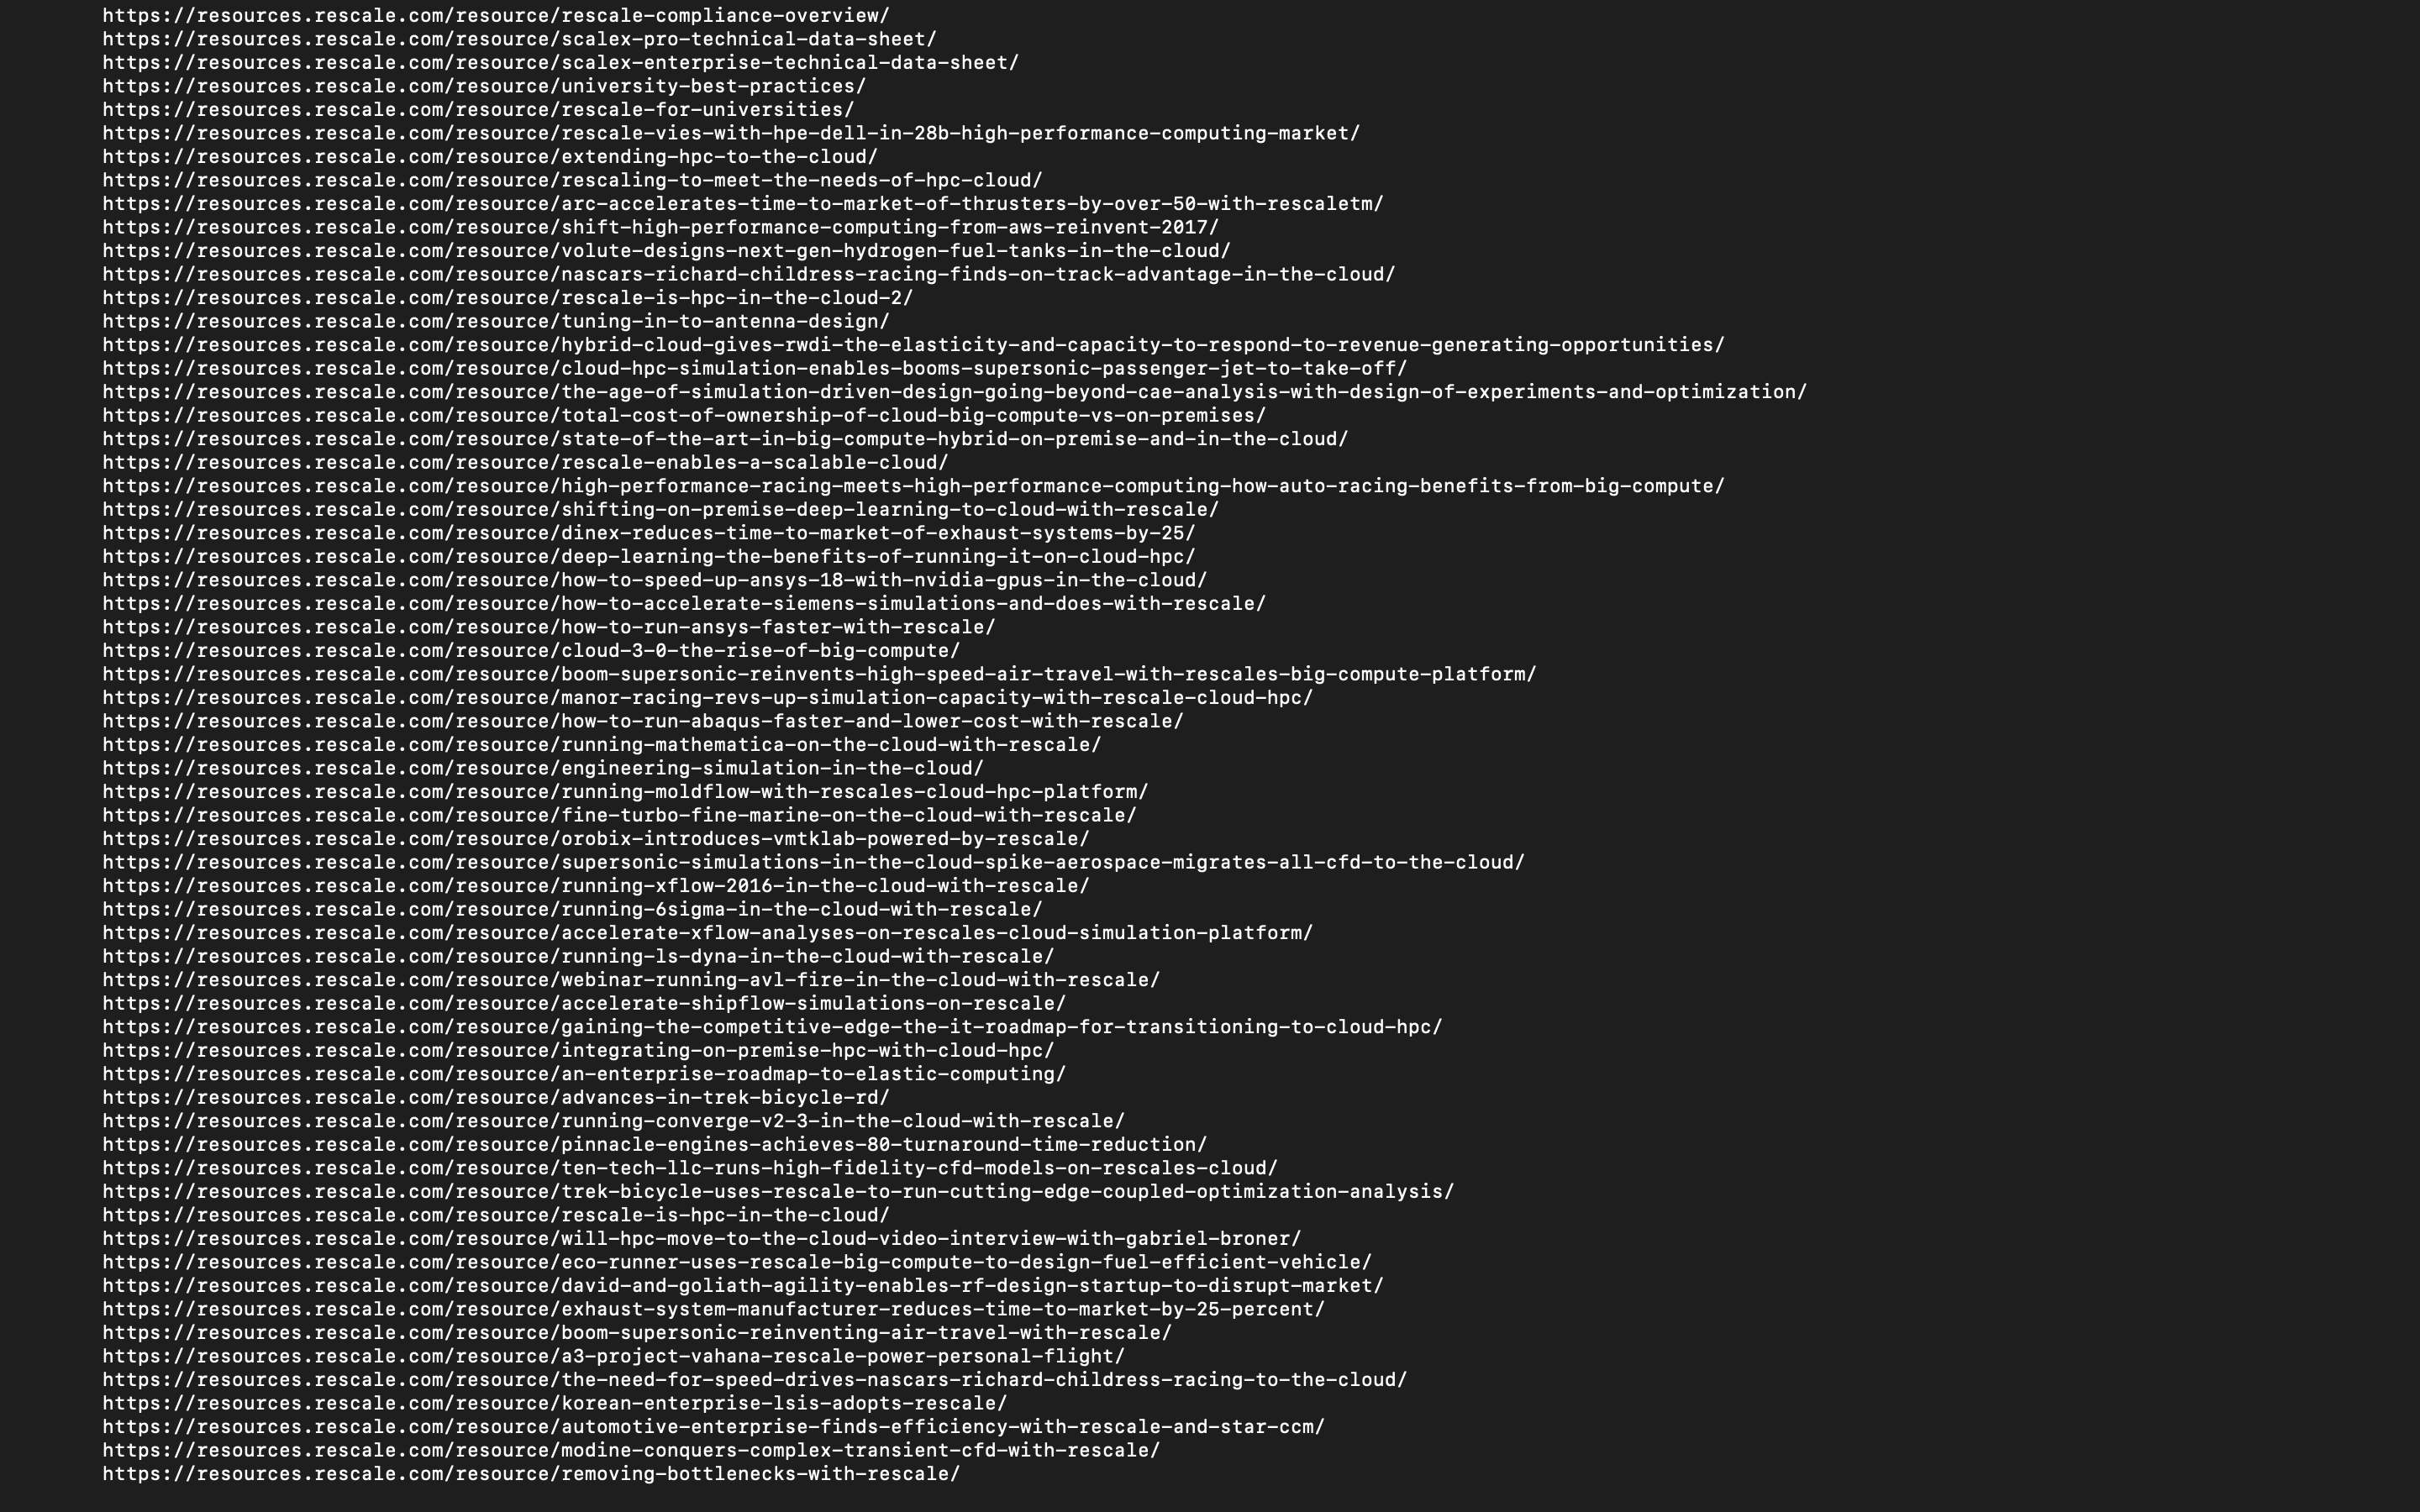 https://resources.rescale.com/resource/rescale-compliance-overview/
https://resources.rescale.com/resource/scalex-pro-technical-data-sheet/
https://resources.rescale.com/resource/scalex-enterprise-technical-data-sheet/
https://resources.rescale.com/resource/university-best-practices/
https://resources.rescale.com/resource/rescale-for-universities/
https://resources.rescale.com/resource/rescale-vies-with-hpe-dell-in-28b-high-performance-computing-market/
https://resources.rescale.com/resource/extending-hpc-to-the-cloud/
https://resources.rescale.com/resource/rescaling-to-meet-the-needs-of-hpc-cloud/
https://resources.rescale.com/resource/arc-accelerates-time-to-market-of-thrusters-by-over-50-with-rescaletm/
https://resources.rescale.com/resource/shift-high-performance-computing-from-aws-reinvent-2017/
https://resources.rescale.com/resource/volute-designs-next-gen-hydrogen-fuel-tanks-in-the-cloud/
https://resources.rescale.com/resource/nascars-richard-childress-racing-finds-on-track-advantage-in-the-cloud/
https://resources.rescale.com/resource/rescale-is-hpc-in-the-cloud-2/
https://resources.rescale.com/resource/tuning-in-to-antenna-design/
https://resources.rescale.com/resource/hybrid-cloud-gives-rwdi-the-elasticity-and-capacity-to-respond-to-revenue-generating-opportunities/
https://resources.rescale.com/resource/cloud-hpc-simulation-enables-booms-supersonic-passenger-jet-to-take-off/
https://resources.rescale.com/resource/the-age-of-simulation-driven-design-going-beyond-cae-analysis-with-design-of-experiments-and-optimization/
https://resources.rescale.com/resource/total-cost-of-ownership-of-cloud-big-compute-vs-on-premises/
https://resources.rescale.com/resource/state-of-the-art-in-big-compute-hybrid-on-premise-and-in-the-cloud/
https://resources.rescale.com/resource/rescale-enables-a-scalable-cloud/
https://resources.rescale.com/resource/high-performance-racing-meets-high-performance-computing-how-auto-racing-benefits-from-big-compute/
https://resources.rescale.com/resource/shifting-on-premise-deep-learning-to-cloud-with-rescale/
https://resources.rescale.com/resource/dinex-reduces-time-to-market-of-exhaust-systems-by-25/
https://resources.rescale.com/resource/deep-learning-the-benefits-of-running-it-on-cloud-hpc/
https://resources.rescale.com/resource/how-to-speed-up-ansys-18-with-nvidia-gpus-in-the-cloud/
https://resources.rescale.com/resource/how-to-accelerate-siemens-simulations-and-does-with-rescale/
https://resources.rescale.com/resource/how-to-run-ansys-faster-with-rescale/
https://resources.rescale.com/resource/cloud-3-0-the-rise-of-big-compute/
https://resources.rescale.com/resource/boom-supersonic-reinvents-high-speed-air-travel-with-rescales-big-compute-platform/
https://resources.rescale.com/resource/manor-racing-revs-up-simulation-capacity-with-rescale-cloud-hpc/
https://resources.rescale.com/resource/how-to-run-abaqus-faster-and-lower-cost-with-rescale/
https://resources.rescale.com/resource/running-mathematica-on-the-cloud-with-rescale/
https://resources.rescale.com/resource/engineering-simulation-in-the-cloud/
https://resources.rescale.com/resource/running-moldflow-with-rescales-cloud-hpc-platform/
https://resources.rescale.com/resource/fine-turbo-fine-marine-on-the-cloud-with-rescale/
https://resources.rescale.com/resource/orobix-introduces-vmtklab-powered-by-rescale/
https://resources.rescale.com/resource/supersonic-simulations-in-the-cloud-spike-aerospace-migrates-all-cfd-to-the-cloud/
https://resources.rescale.com/resource/running-xflow-2016-in-the-cloud-with-rescale/
https://resources.rescale.com/resource/running-6sigma-in-the-cloud-with-rescale/
https://resources.rescale.com/resource/accelerate-xflow-analyses-on-rescales-cloud-simulation-platform/
https://resources.rescale.com/resource/running-ls-dyna-in-the-cloud-with-rescale/
https://resources.rescale.com/resource/webinar-running-avl-fire-in-the-cloud-with-rescale/
https://resources.rescale.com/resource/accelerate-shipflow-simulations-on-rescale/
https://resources.rescale.com/resource/gaining-the-competitive-edge-the-it-roadmap-for-transitioning-to-cloud-hpc/
https://resources.rescale.com/resource/integrating-on-premise-hpc-with-cloud-hpc/
https://resources.rescale.com/resource/an-enterprise-roadmap-to-elastic-computing/
https://resources.rescale.com/resource/advances-in-trek-bicycle-rd/
https://resources.rescale.com/resource/running-converge-v2-3-in-the-cloud-with-rescale/
https://resources.rescale.com/resource/pinnacle-engines-achieves-80-turnaround-time-reduction/
https://resources.rescale.com/resource/ten-tech-llc-runs-high-fidelity-cfd-models-on-rescales-cloud/
https://resources.rescale.com/resource/trek-bicycle-uses-rescale-to-run-cutting-edge-coupled-optimization-analysis/
https://resources.rescale.com/resource/rescale-is-hpc-in-the-cloud/
https://resources.rescale.com/resource/will-hpc-move-to-the-cloud-video-interview-with-gabriel-broner/
https://resources.rescale.com/resource/eco-runner-uses-rescale-big-compute-to-design-fuel-efficient-vehicle/
https://resources.rescale.com/resource/david-and-goliath-agility-enables-rf-design-startup-to-disrupt-market/
https://resources.rescale.com/resource/exhaust-system-manufacturer-reduces-time-to-market-by-25-percent/
https://resources.rescale.com/resource/boom-supersonic-reinventing-air-travel-with-rescale/
https://resources.rescale.com/resource/a3-project-vahana-rescale-power-personal-flight/
https://resources.rescale.com/resource/the-need-for-speed-drives-nascars-richard-childress-racing-to-the-cloud/
https://resources.rescale.com/resource/korean-enterprise-lsis-adopts-rescale/
https://resources.rescale.com/resource/automotive-enterprise-finds-efficiency-with-rescale-and-star-ccm/
https://resources.rescale.com/resource/modine-conquers-complex-transient-cfd-with-rescale/
https://resources.rescale.com/resource/removing-bottlenecks-with-rescale/